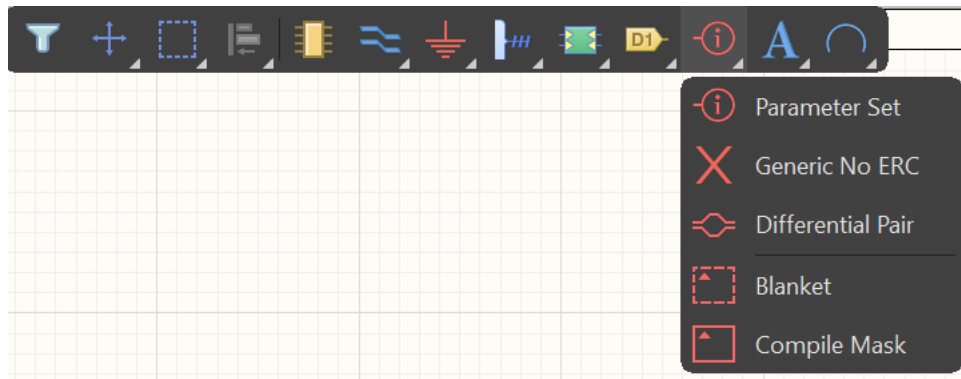 D1
A
Parameter Set
Generic No ERC
Differential Pair
Blanket
Compile Mask